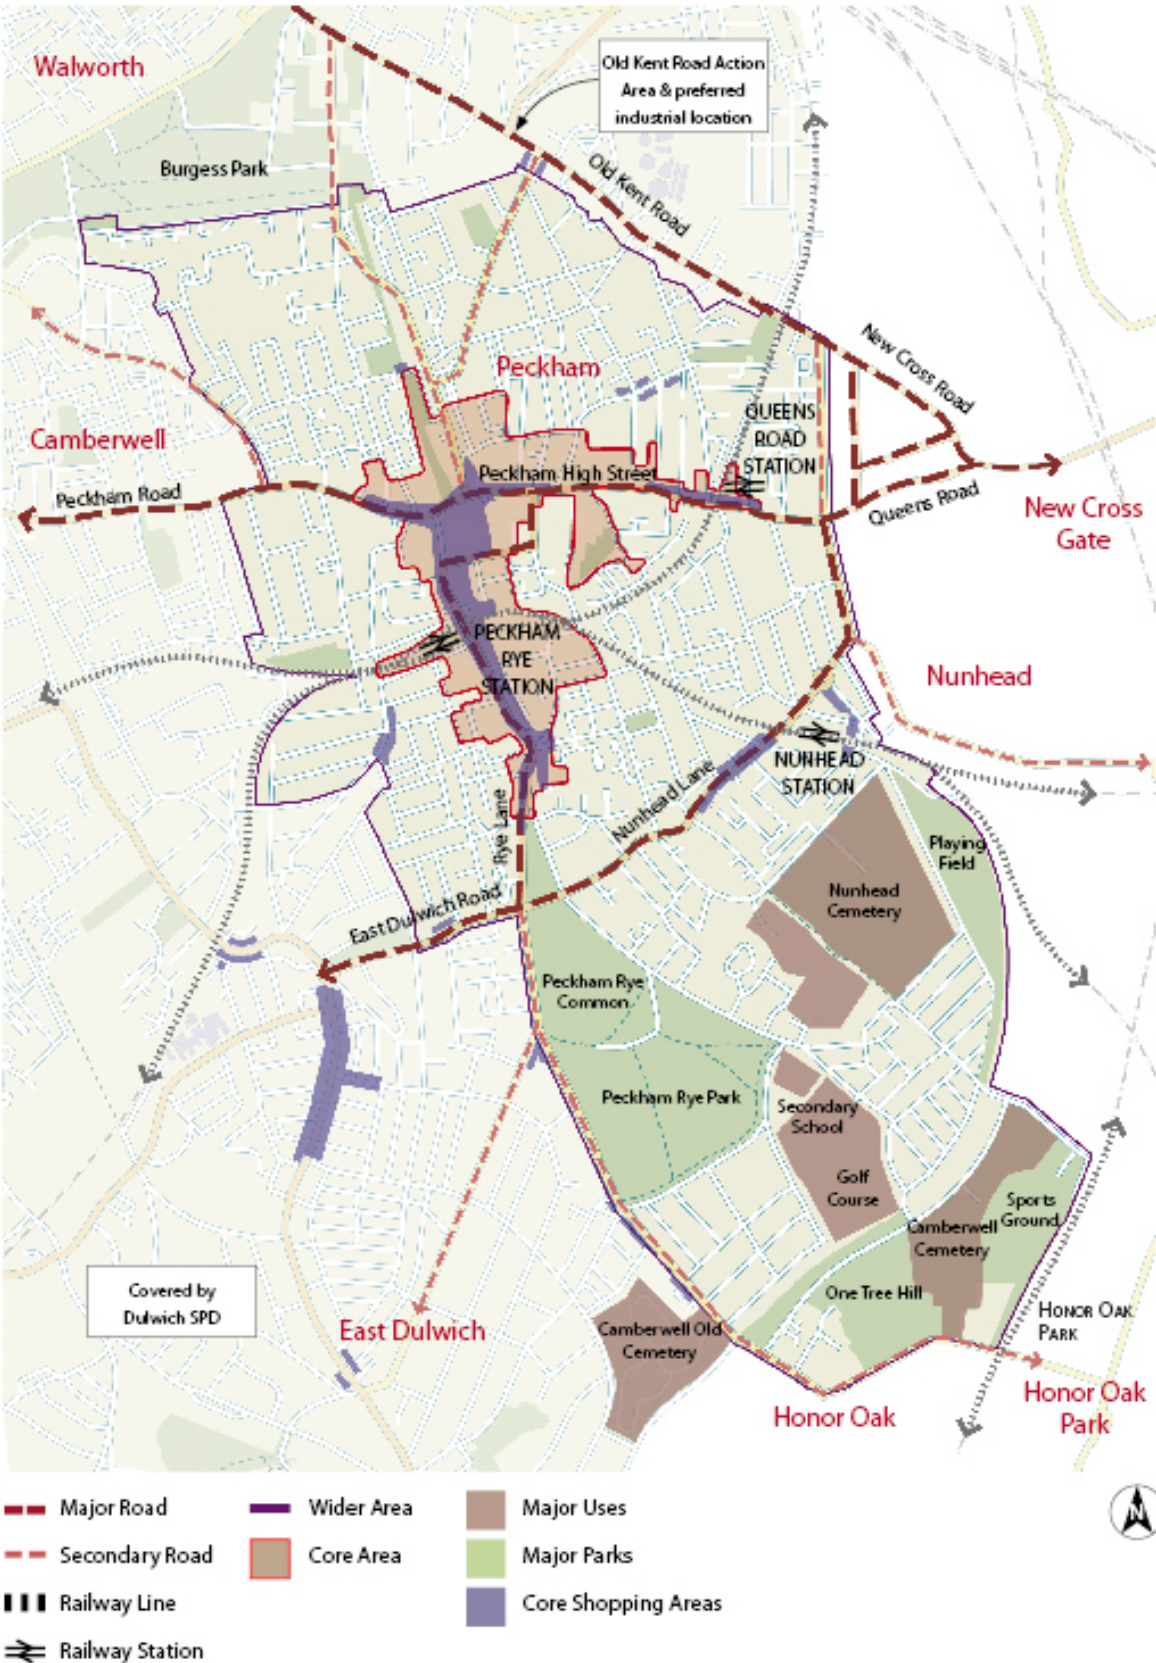 Walworth
Old Kent Road Action
Area & preferred
industrial location
Burgess Park
Old Kent Road
New Cross Road
Peckham
QUEENS
ROAD
STATION
Camberwell
Peckham High Street
Peckham Road
Queens Road
New Cross
Gate
PECKHAM
RYE
STATION
Nunhead
NUNHEAD
STATION
Nunhead Lane
Rye Lane
Playing
Field
Nunhead
Cemetery
East Dulwich Road
Peckham Rye
Common
Peckham Rye Park
Secondary
School
Golf
Course
Sports
Ground
Camberwell
Cemetery
One Tree Hill
Covered by
Dulwich SPD
East Dulwich
Camberwell Old
Cemetery
HONOR OAK
PARK
Honor Oak
Honor Oak
Park
Major Road
Wider Area
Major Uses
N
Secondary Road
Core Area
Major Parks
Railway Line
Core Shopping Areas
Railway Station